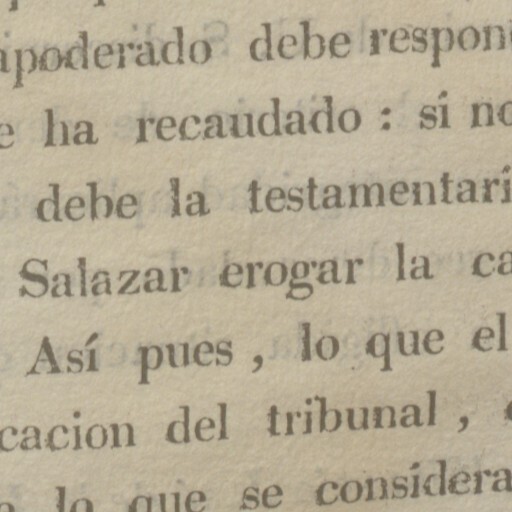 apoderado debe respon
e ha recaudado : si no
debe la testamentari
Salazar erogar la ca
Así pues , lo que el
cacion del tribunal ,
lo que se considera